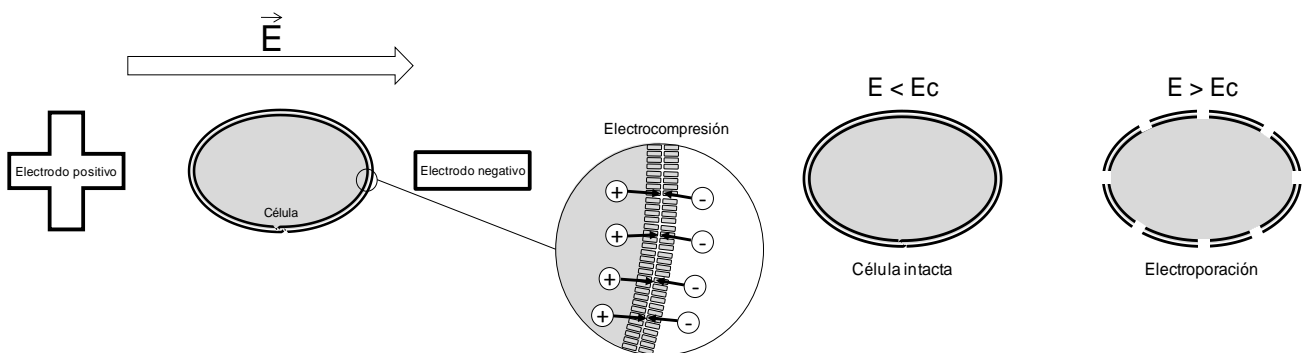 E
Electrodo positivo
Célula
Electrodo negativo
Electrocompresión
+ -
+ -
+ -
+ -
E < Ec
Célula intacta
E > Ec
Electroporación